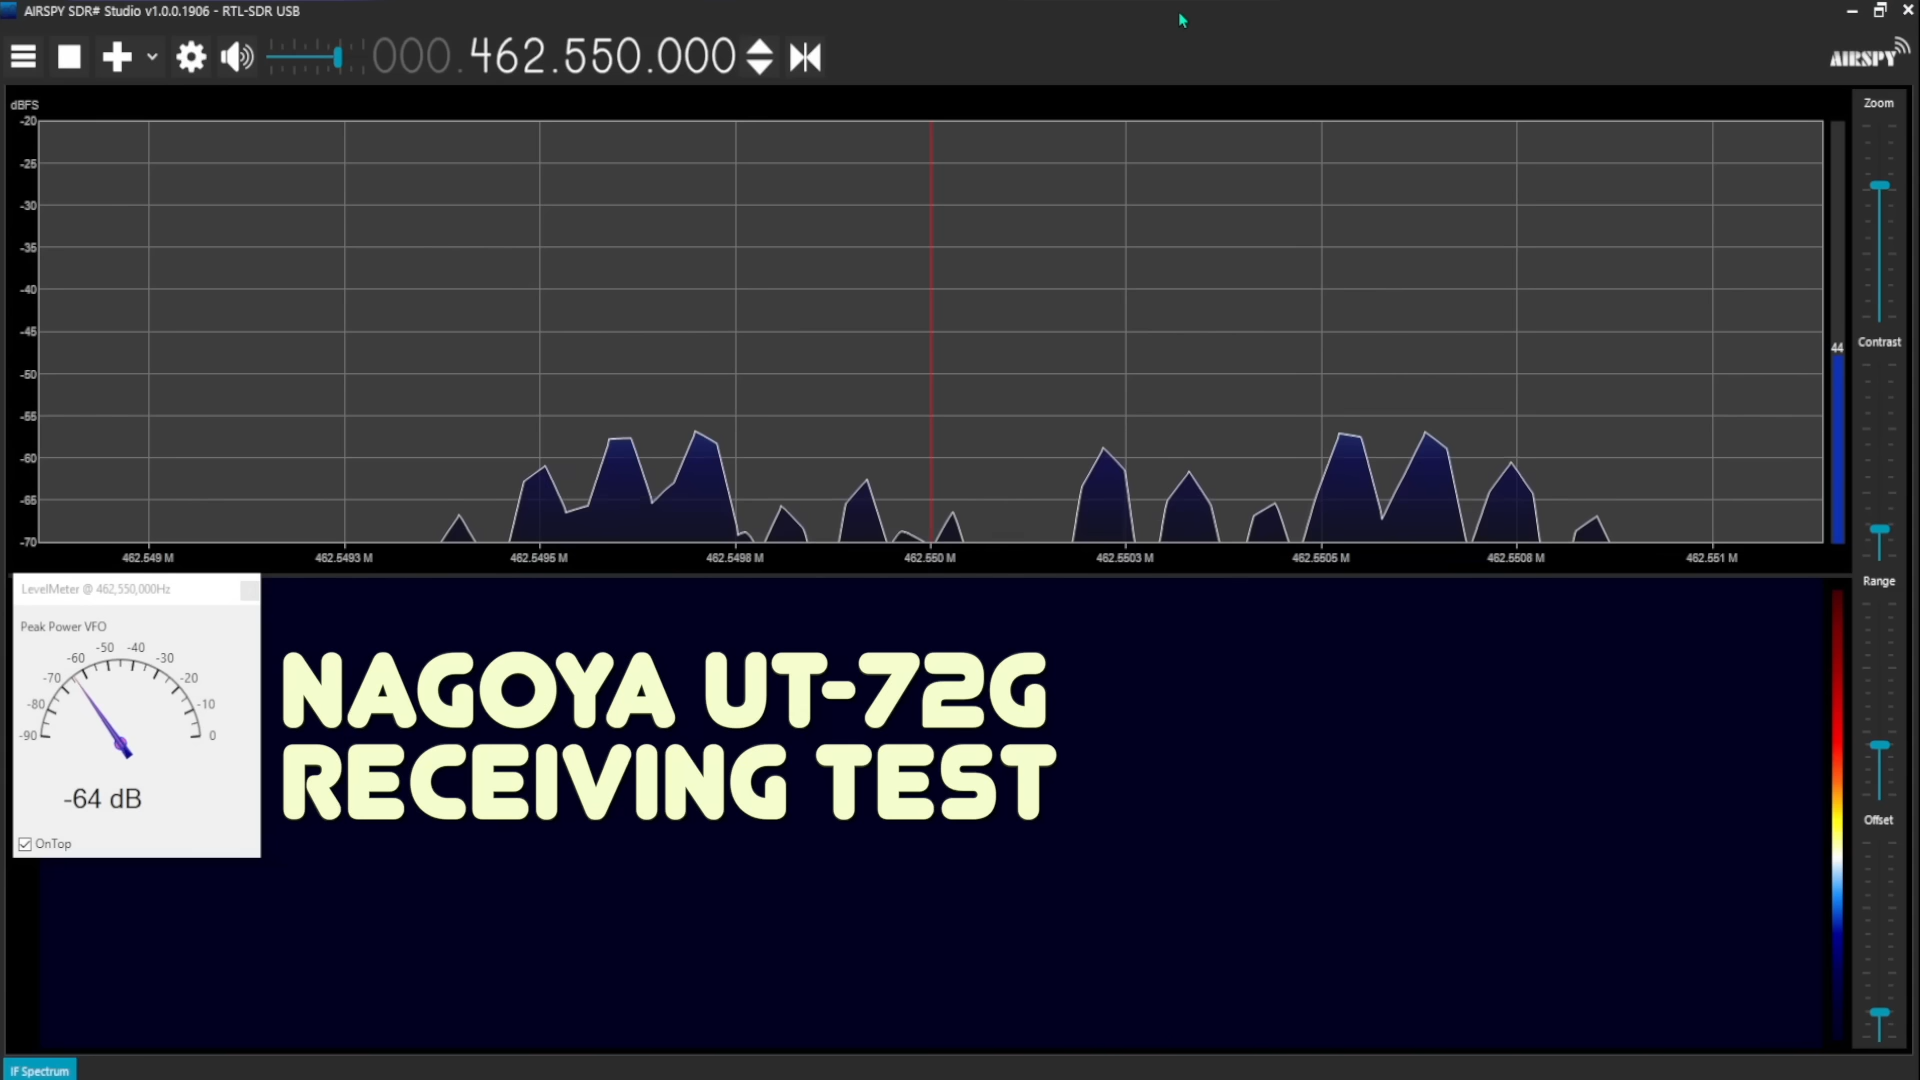 AIRSPY SDR# Studio v1.0.0.1906 - RTL-SDR USB
000.462.550.000
AIRSPY
dBFS
Zoom
-20
-25
-30
-35
-40
-45
-50
-55
-60
-65
-70
44
Contrast
462.549 M 462.5493 M 462.5495 M 462.5498 M 462.550 M 462.5503 M 462.5505 M 462.5508 M 462.551 M
Range
LevelMeter @ 462,550,000Hz
Peak Power VFO
-90 -80 -70 -60 -50 -40 -30 -20 -10 0
-64 dB
OnTop
NAGOYA UT-72G
RECEIVING TEST
Offset
IF Spectrum